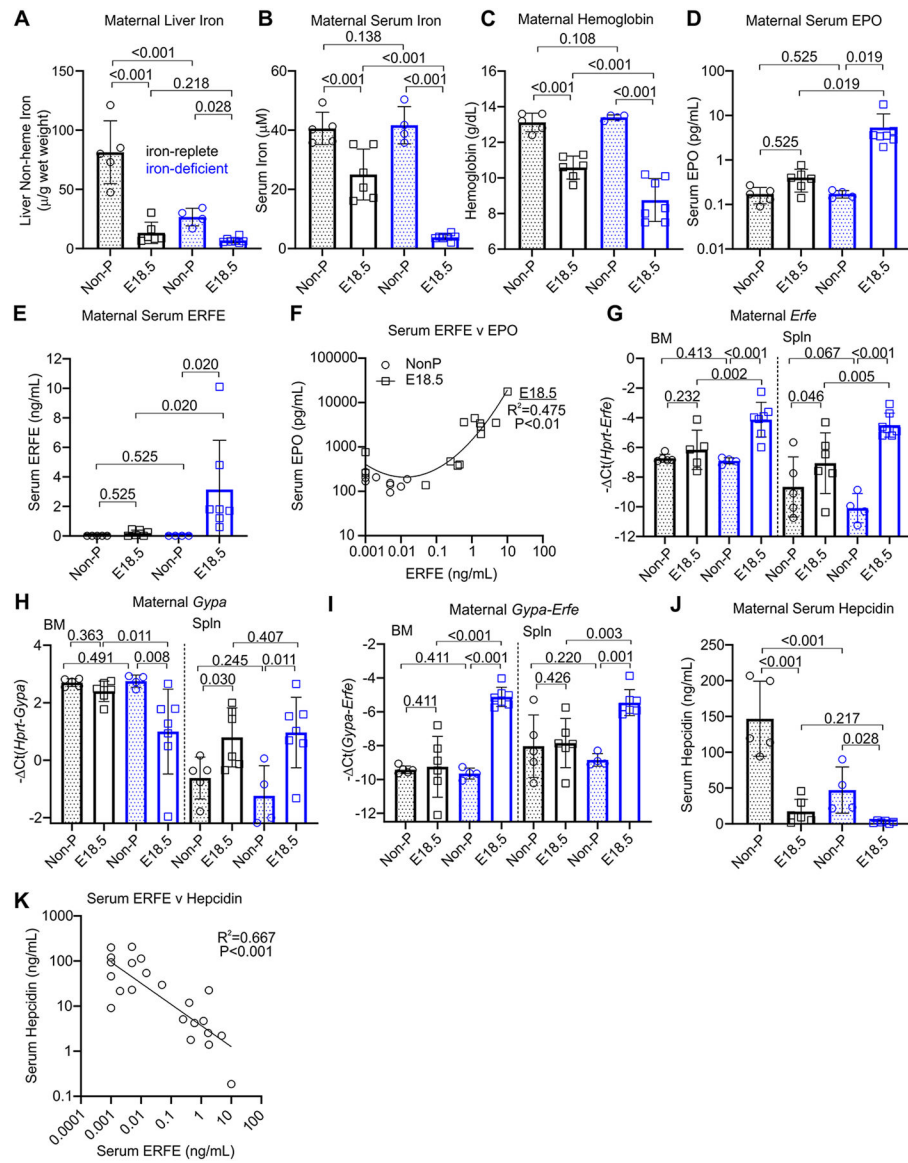 A
Maternal Liver Iron
<0.001
<0.001
0.218
0.028
iron-replete
iron-deficient
Liver Non-heme Iron
(μ/g wet weight)
150
100
50
0
Non-P
E18.5
Non-P
E18.5
B
Maternal Serum Iron
0.138
<0.001
<0.001
<0.001
Serum Iron (μM)
60
40
20
0
Non-P
E18.5
Non-P
E18.5
C
Maternal Hemoglobin
0.108
<0.001
<0.001
<0.001
Hemoglobin (g/dL)
16
14
12
10
8
6
Non-P
E18.5
Non-P
E18.5
D
Maternal Serum EPO
0.525
0.019
0.019
0.525
Serum EPO (pg/mL)
100
10
1
0.1
0.01
Non-P
E18.5
Non-P
E18.5
E
Maternal Serum ERFE
0.020
0.020
0.525
0.525
Serum ERFE (ng/mL)
12
10
8
6
4
2
0
Non-P
E18.5
Non-P
E18.5
F
Serum ERFE v EPO
NonP
E18.5
E18.5
R²=0.475
P<0.01
Serum EPO (pg/mL)
100000
10000
1000
100
10
0.001
0.01
0.1
1
10
100
ERFE (ng/mL)
G
Maternal Erfe
BM
Spln
0.413
<0.001
0.002
0.232
0.067
<0.001
0.005
0.046
-ΔCt(Hprt-Erfe)
0
-2
-4
-6
-8
-10
-12
Non-P
E18.5
Non-P
E18.5
Non-P
E18.5
Non-P
E18.5
H
Maternal Gypa
BM
Spln
0.363
0.011
0.491
0.008
0.407
0.245
0.011
0.030
-ΔCt(Hprt-Gypa)
4
2
0
-2
Non-P
E18.5
Non-P
E18.5
Non-P
E18.5
Non-P
E18.5
I
Maternal Gypa-Erfe
BM
Spln
<0.001
0.411
<0.001
0.411
0.003
0.220
0.001
0.426
-ΔCt(Gypa-Erfe)
-4
-6
-8
-10
-12
Non-P
E18.5
Non-P
E18.5
Non-P
E18.5
Non-P
E18.5
J
Maternal Serum Hepcidin
<0.001
<0.001
0.217
0.028
Serum Hepcidin (ng/mL)
250
200
150
100
50
0
Non-P
E18.5
Non-P
E18.5
K
Serum ERFE v Hepcidin
R²=0.667
P<0.001
Serum Hepcidin (ng/mL)
1000
100
10
1
0.1
0.0001
0.001
0.01
0.1
1
10
100
Serum ERFE (ng/mL)